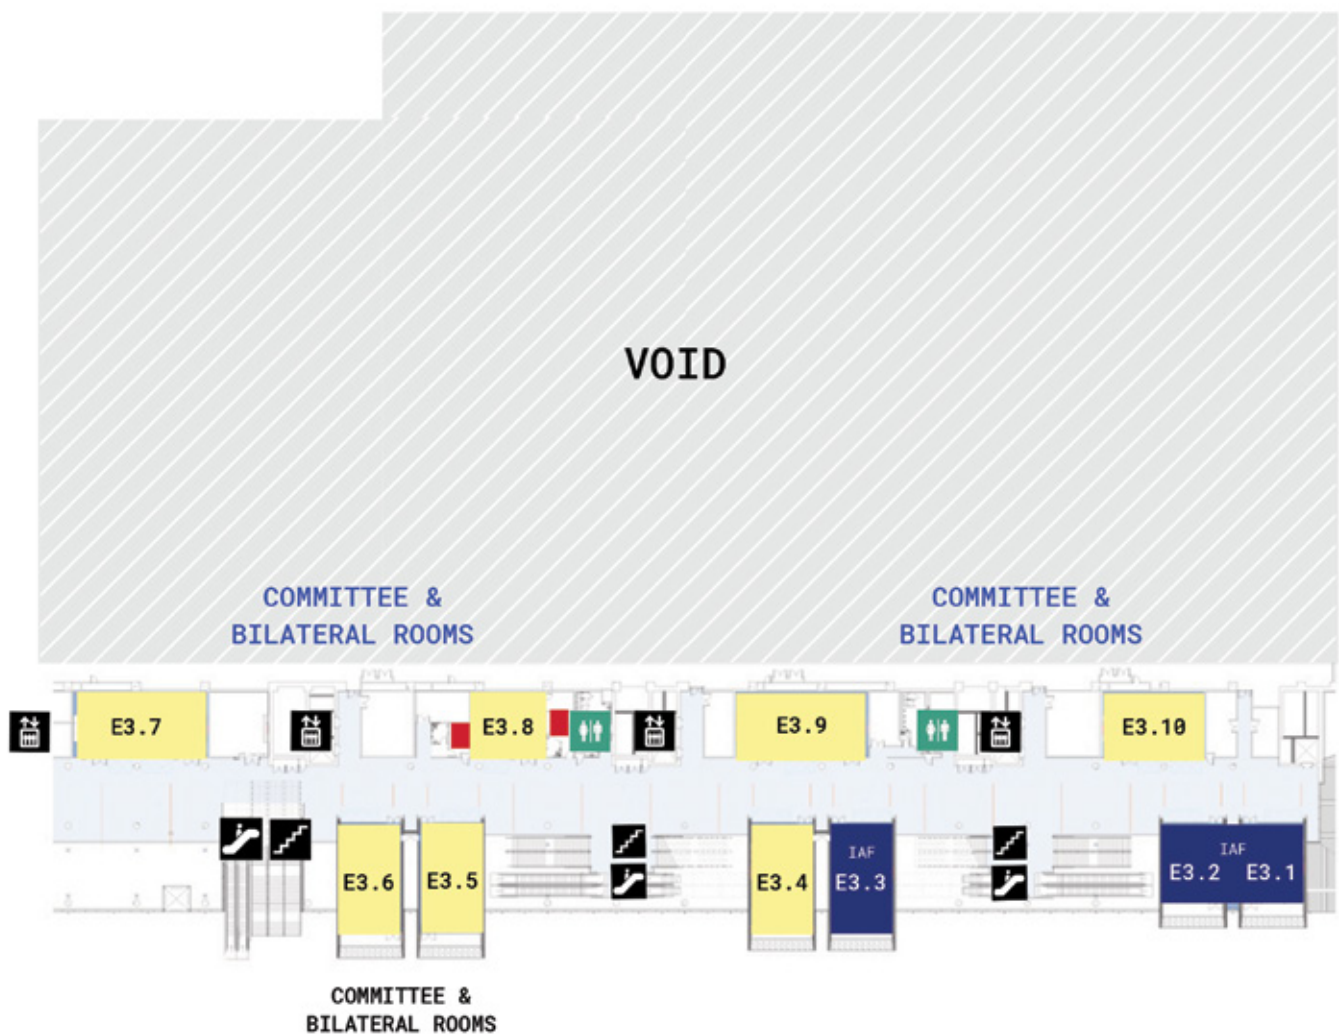 VOID
COMMITTEE &
BILATERAL ROOMS
COMMITTEE &
BILATERAL ROOMS
E3.7
E3.8
E3.9
E3.10
E3.6
E3.5
E3.4
IAF
E3.3
IAF
E3.2
E3.1
COMMITTEE &
BILATERAL ROOMS